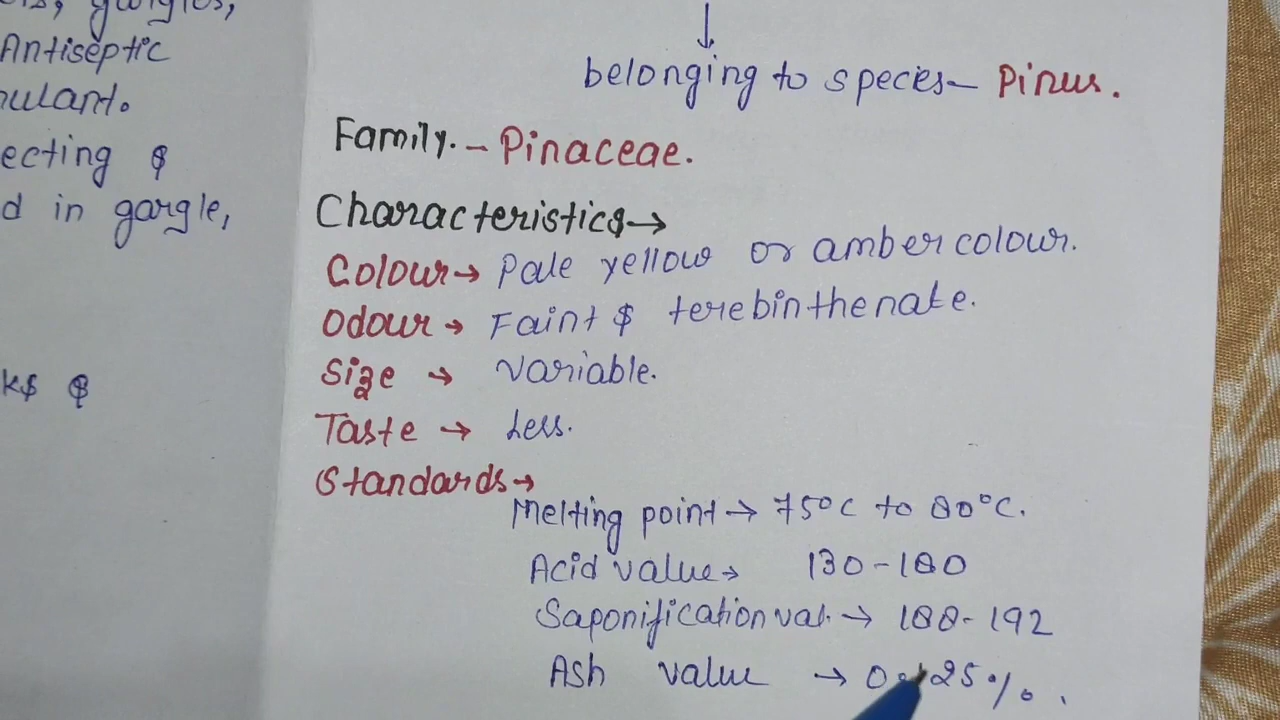 gargles,
Antiseptic
ecting &
d in gargle,
k$ &
↓
belonging to species- Pinus.
Family. - Pinaceae.
Characteristics→
Colour→ Pale yellow or amber colour.
Odour → Faint & terebinthenate.
Size → variable.
Taste → Less.
Standards→
Melting point → 75°C to 80°C.
Acid value→ 130-180
Saponification val. → 188-192
Ash value →